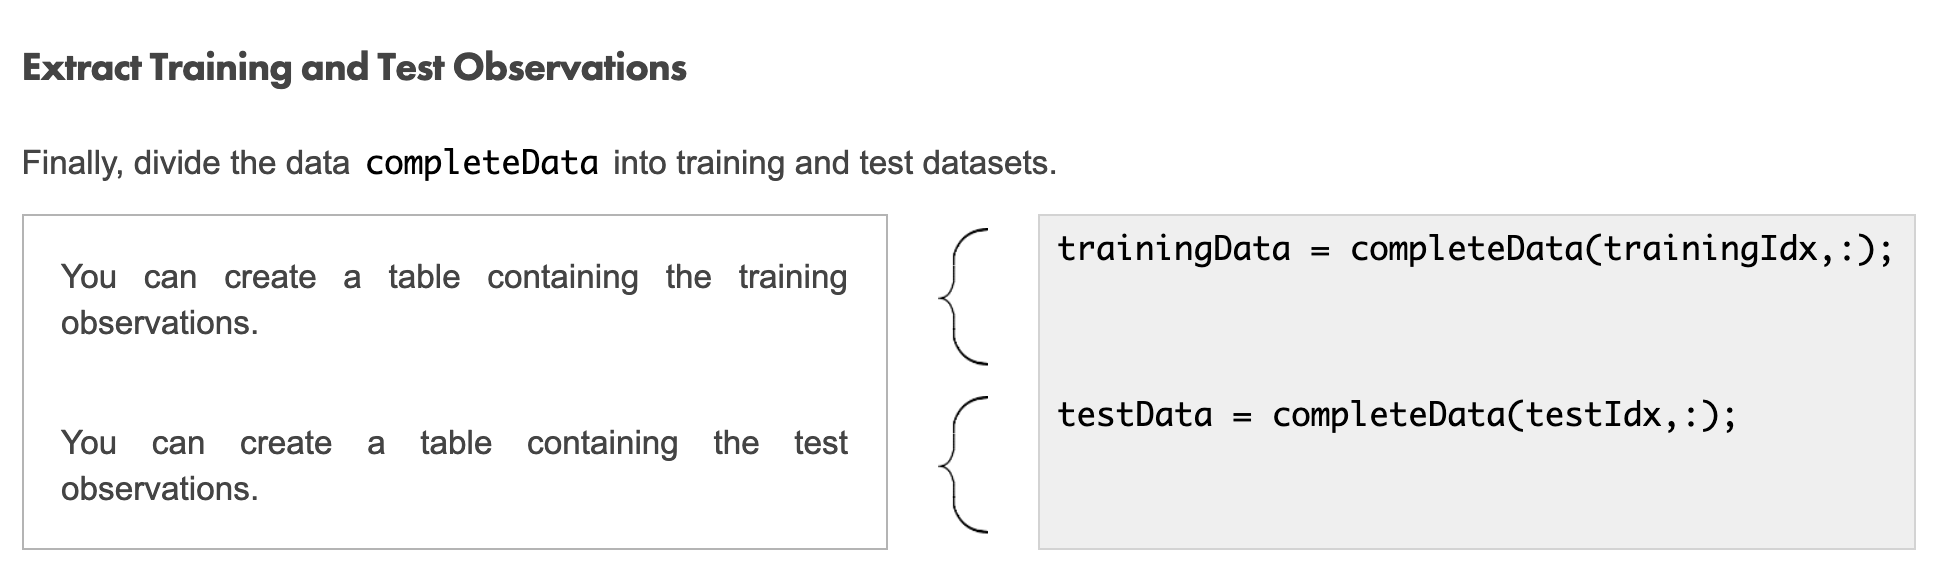 Extract Training and Test Observations
Finally, divide the data completeData into training and test datasets.
You can create a table containing the training
observations.
trainingData = completeData(trainingIdx,:);
You can create a table containing the test
observations.
testData = completeData(testIdx,:);